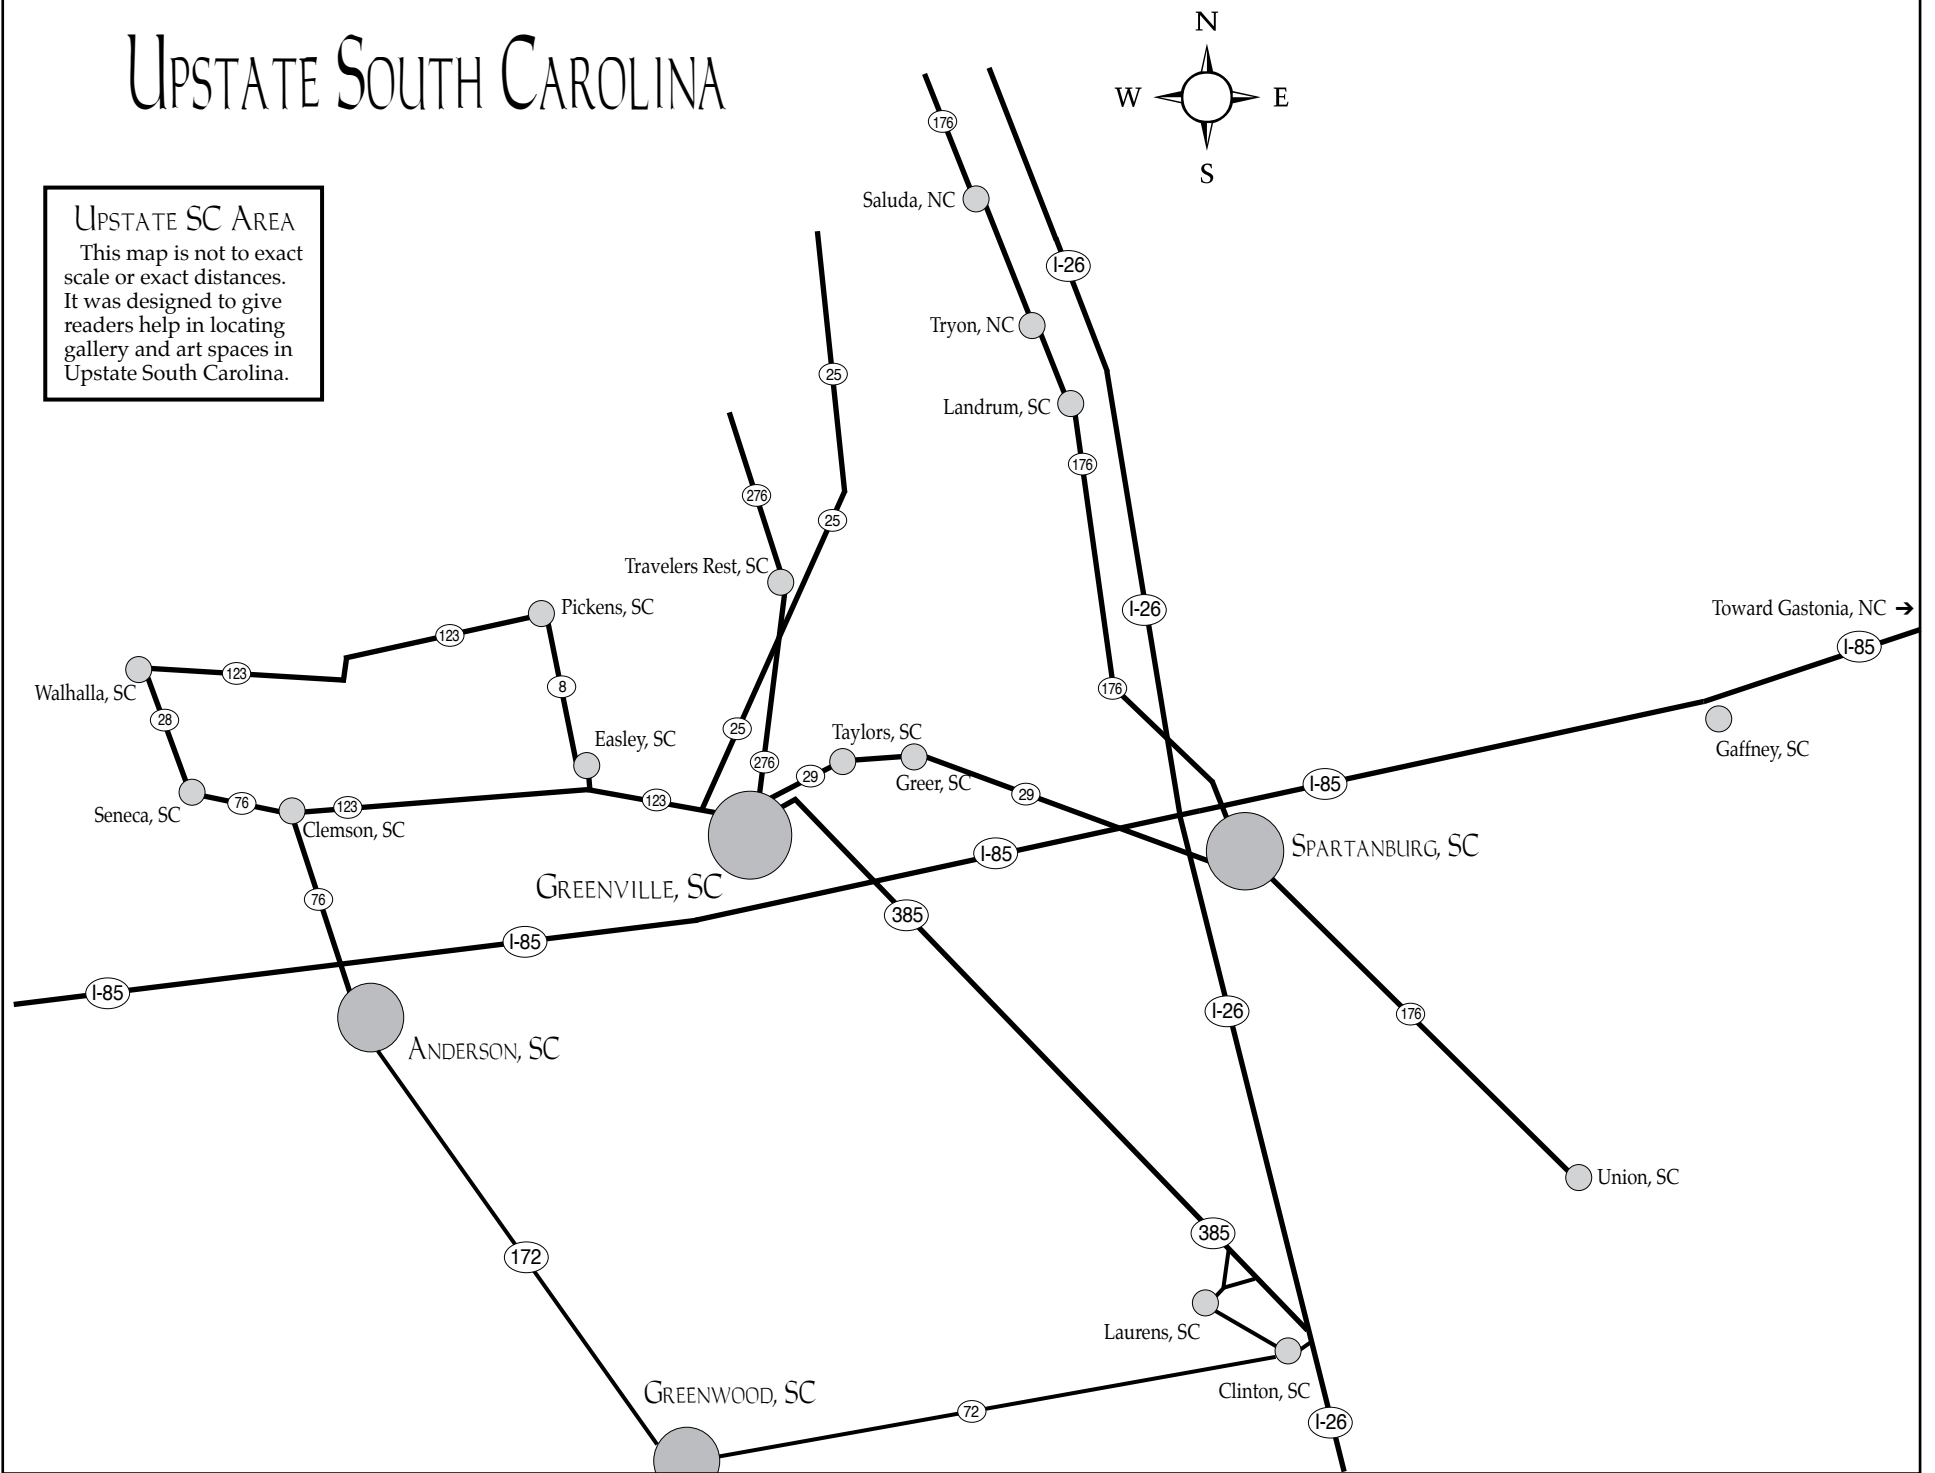 UPSTATE SOUTH CAROLINA
N
W E
S
UPSTATE SC AREA
This map is not to exact
scale or exact distances.
It was designed to give
readers help in locating
gallery and art spaces in
Upstate South Carolina.
176
Saluda, NC
I-26
Tryon, NC
25
Landrum, SC
176
276
25
Travelers Rest, SC
Pickens, SC
I-26
Toward Gastonia, NC ➔
123
I-85
123
8
176
Walhalla, SC
28
25
Taylors, SC
Gaffney, SC
Easley, SC
276
29
Greer, SC
I-85
29
76
123
123
Seneca, SC
Clemson, SC
SPARTANBURG, SC
I-85
GREENVILLE, SC
76
385
I-85
I-85
I-26
176
ANDERSON, SC
Union, SC
385
172
Laurens, SC
GREENWOOD, SC
Clinton, SC
72
I-26